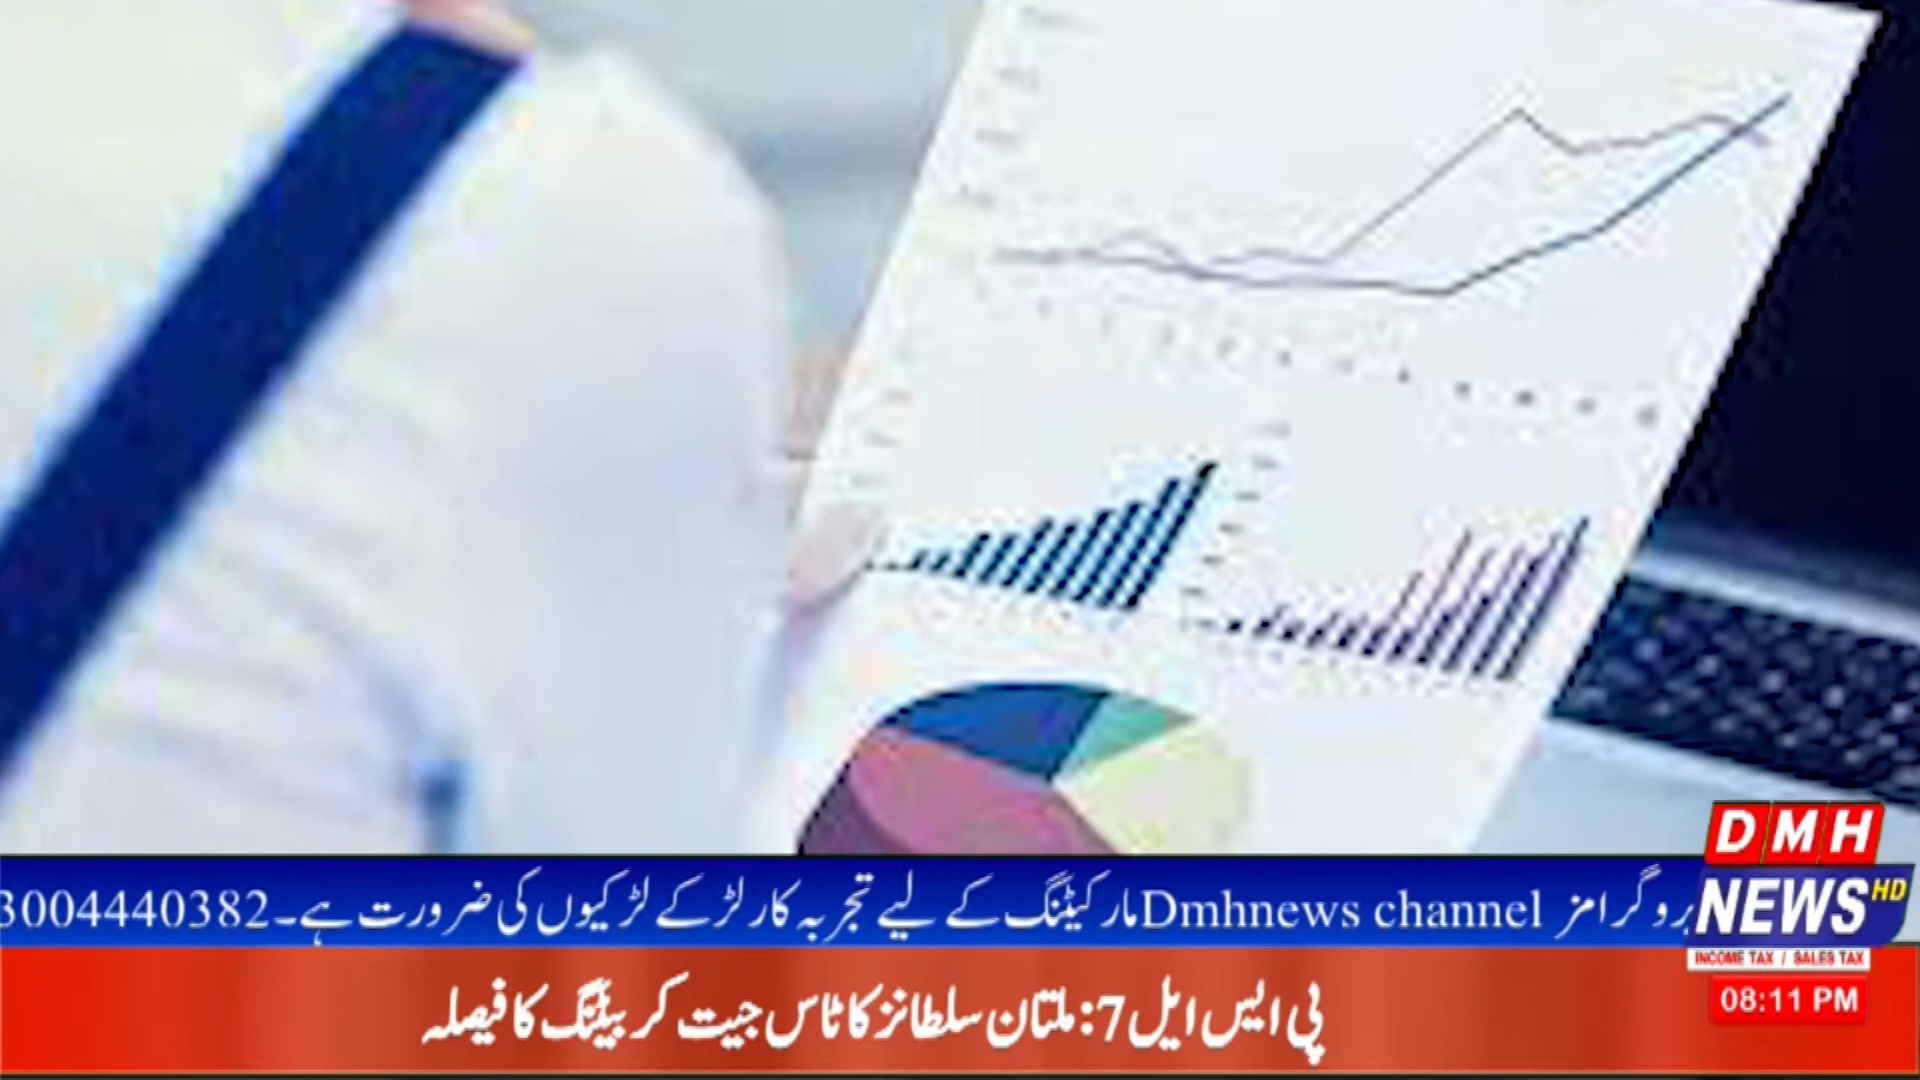 پروگرامز Dmhnews channel مارکیٹنگ کے لیے تجربہ کار لڑکے لڑکیوں کی ضرورت ہے۔3004440382
پی ایس ایل 7: ملتان سلطانز کا ٹاس جیت کر بیٹنگ کا فیصلہ
DMH
NEWS HD
INCOME TAX / SALES TAX
08:11 PM